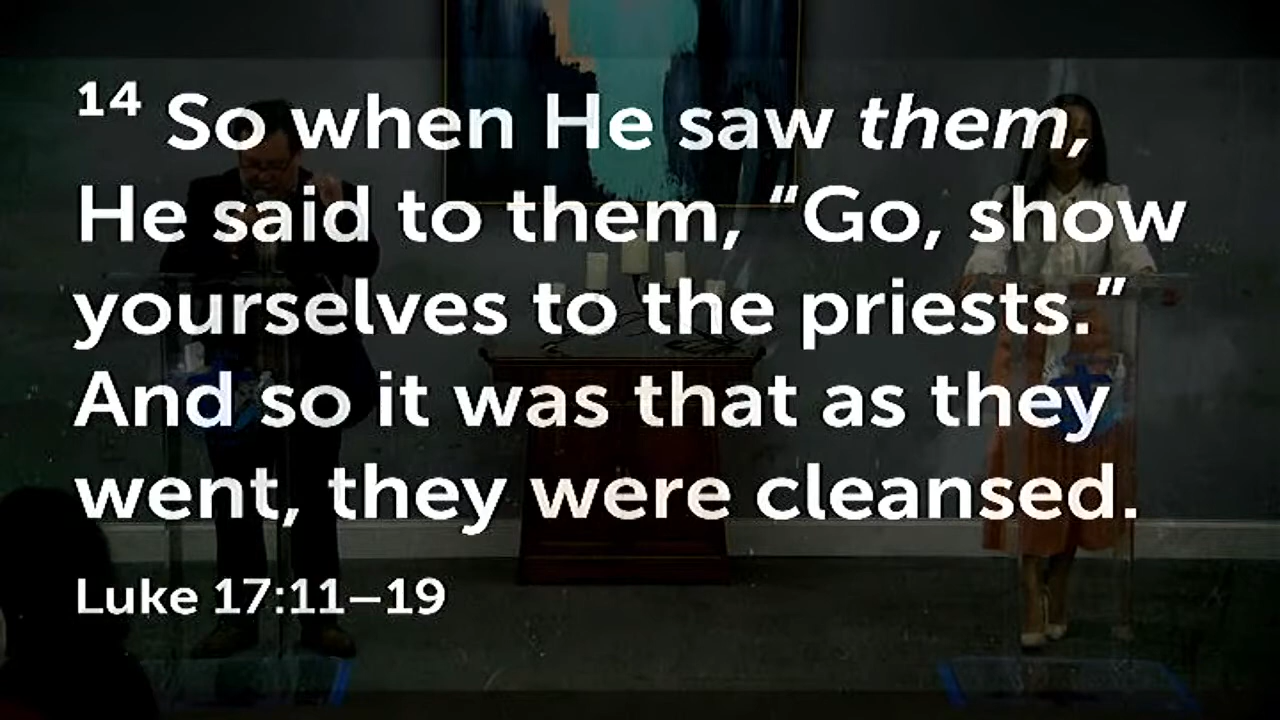 ¹⁴ So when He saw them,
He said to them, “Go, show
yourselves to the priests.”
And so it was that as they
went, they were cleansed.
Luke 17:11–19